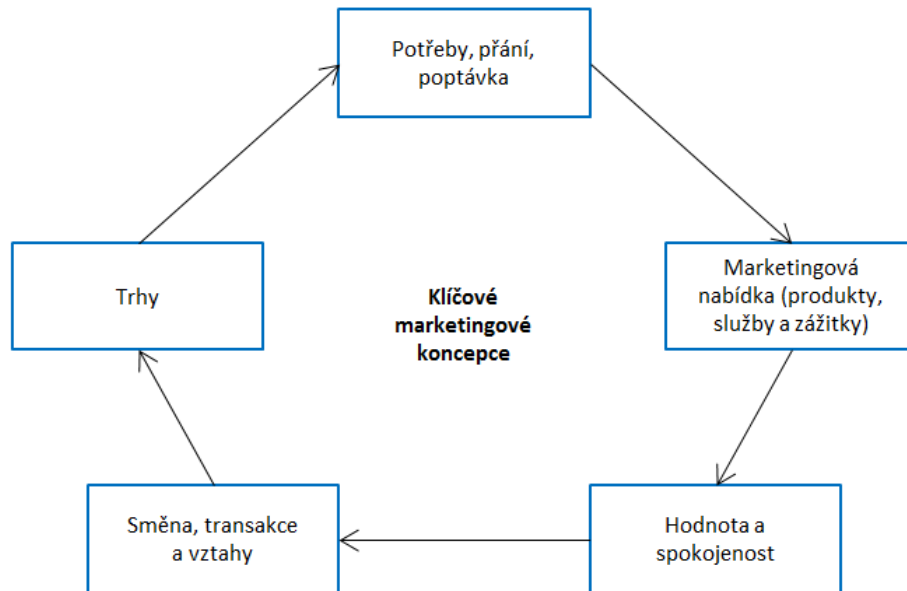 Potřeby, přání,
poptávka
Trhy
Klíčové
marketingové
koncepce
Marketingová
nabídka (produkty,
služby a zážitky)
Směna, transakce
a vztahy
Hodnota a
spokojenost